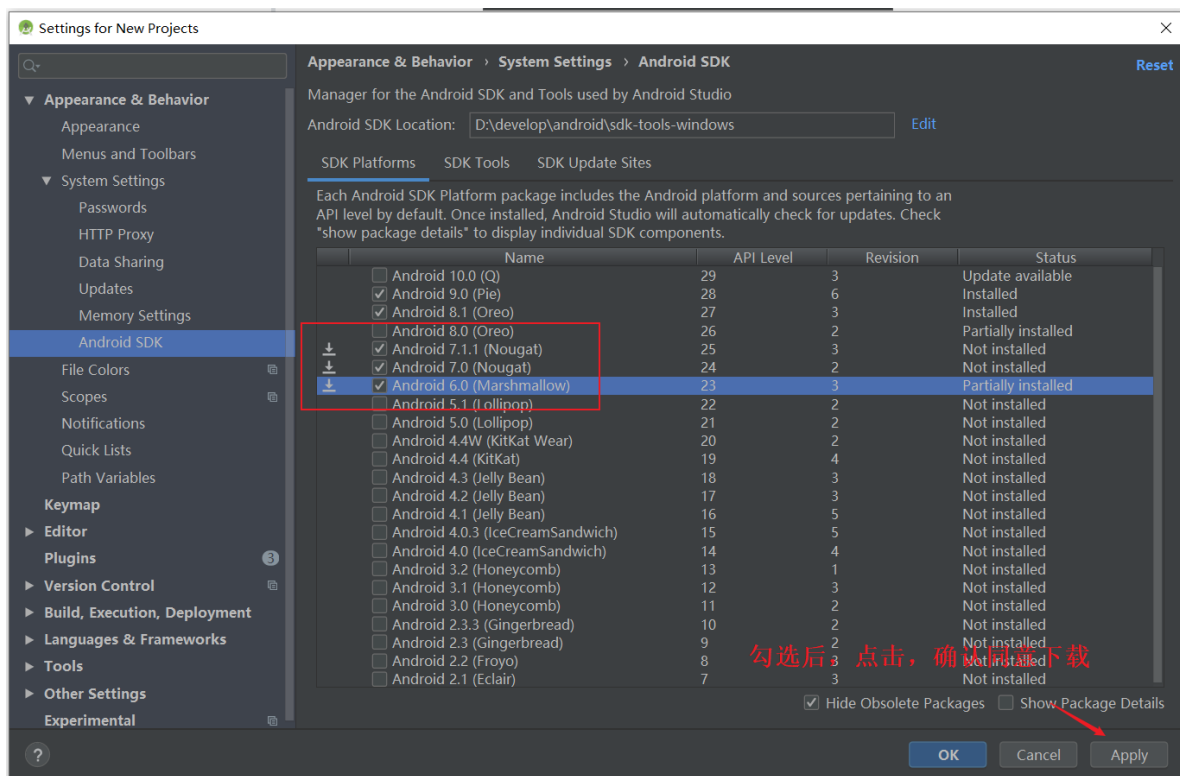 Settings for New Projects
Appearance & Behavior › System Settings › Android SDK
Reset
Manager for the Android SDK and Tools used by Android Studio
Android SDK Location: D:\develop\android\sdk-tools-windows Edit
Appearance & Behavior
Appearance
Menus and Toolbars
System Settings
Passwords
HTTP Proxy
Data Sharing
Updates
Memory Settings
Android SDK
File Colors
Scopes
Notifications
Quick Lists
Path Variables
Keymap
Editor
Plugins 3
Version Control
Build, Execution, Deployment
Languages & Frameworks
Tools
Other Settings
Experimental
SDK Platforms SDK Tools SDK Update Sites
Each Android SDK Platform package includes the Android platform and sources pertaining to an
API level by default. Once installed, Android Studio will automatically check for updates. Check
"show package details" to display individual SDK components.
Name API Level Revision Status
Android 10.0 (Q) 29 3 Update available
Android 9.0 (Pie) 28 6 Installed
Android 8.1 (Oreo) 27 3 Installed
Android 8.0 (Oreo) 26 2 Partially installed
Android 7.1.1 (Nougat) 25 3 Not installed
Android 7.0 (Nougat) 24 2 Not installed
Android 6.0 (Marshmallow) 23 3 Partially installed
Android 5.1 (Lollipop) 22 2 Not installed
Android 5.0 (Lollipop) 21 2 Not installed
Android 4.4W (KitKat Wear) 20 2 Not installed
Android 4.4 (KitKat) 19 4 Not installed
Android 4.3 (Jelly Bean) 18 3 Not installed
Android 4.2 (Jelly Bean) 17 3 Not installed
Android 4.1 (Jelly Bean) 16 5 Not installed
Android 4.0.3 (IceCreamSandwich) 15 5 Not installed
Android 4.0 (IceCreamSandwich) 14 4 Not installed
Android 3.2 (Honeycomb) 13 1 Not installed
Android 3.1 (Honeycomb) 12 3 Not installed
Android 3.0 (Honeycomb) 11 2 Not installed
Android 2.3.3 (Gingerbread) 10 2 Not installed
Android 2.3 (Gingerbread) 9 2 Not installed
Android 2.2 (Froyo) 8 3 Not installed
Android 2.1 (Eclair) 7 3 Not installed
勾选后，点击，确认同意下载
Hide Obsolete Packages Show Package Details
? OK Cancel Apply